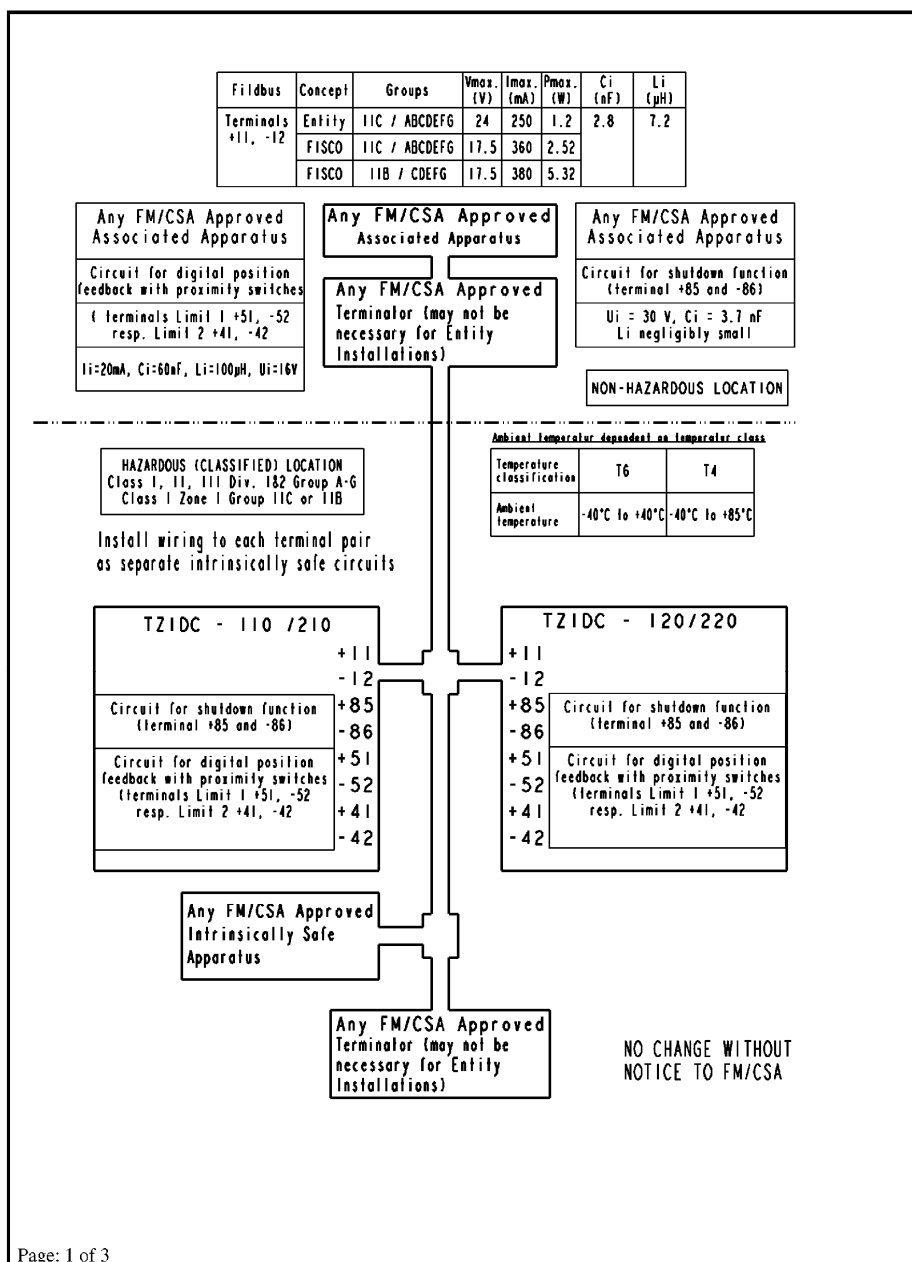 Fildbus Concept Groups Vmax. (V) Imax. (mA) Pmax. (W) Ci (nF) Li (µH)
Terminals +11, -12 Entity IIC / ABCDEFG 24 250 1.2 2.8 7.2
FISCO IIC / ABCDEFG 17.5 360 2.52
FISCO IIB / CDEFG 17.5 380 5.32
Any FM/CSA Approved
Associated Apparatus
Circuit for digital position
feedback with proximity switches
( terminals Limit 1 +51, -52
resp. Limit 2 +41, -42
Ii=20mA, Ci=60nF, Li=100µH, Ui=16V
Any FM/CSA Approved
Associated Apparatus
Any FM/CSA Approved
Terminator (may not be
necessary for Entity
Installations)
Any FM/CSA Approved
Associated Apparatus
Circuit for shutdown function
(terminal +85 and -86)
Ui = 30 V, Ci = 3.7 nF
Li negligibly small
NON-HAZARDOUS LOCATION
HAZARDOUS (CLASSIFIED) LOCATION
Class I, II, III Div. 1&2 Group A-G
Class I Zone 1 Group IIC or IIB
Install wiring to each terminal pair
as separate intrinsically safe circuits
Ambient temperatur dependent on temperatur class
Temperature classification T6 T4
Ambient temperature -40°C to +40°C -40°C to +85°C
TZIDC - 110 /210
+11
-12
+85
-86
+51
-52
+41
-42
Circuit for shutdown function
(terminal +85 and -86)
Circuit for digital position
feedback with proximity switches
(terminals Limit 1 +51, -52
resp. Limit 2 +41, -42
TZIDC - 120/220
+11
-12
+85
-86
+51
-52
+41
-42
Circuit for shutdown function
(terminal +85 and -86)
Circuit for digital position
feedback with proximity switches
(terminals Limit 1 +51, -52
resp. Limit 2 +41, -42
Any FM/CSA Approved
Intrinsically Safe
Apparatus
Any FM/CSA Approved
Terminator (may not be
necessary for Entity
Installations)
NO CHANGE WITHOUT
NOTICE TO FM/CSA
Page: 1 of 3